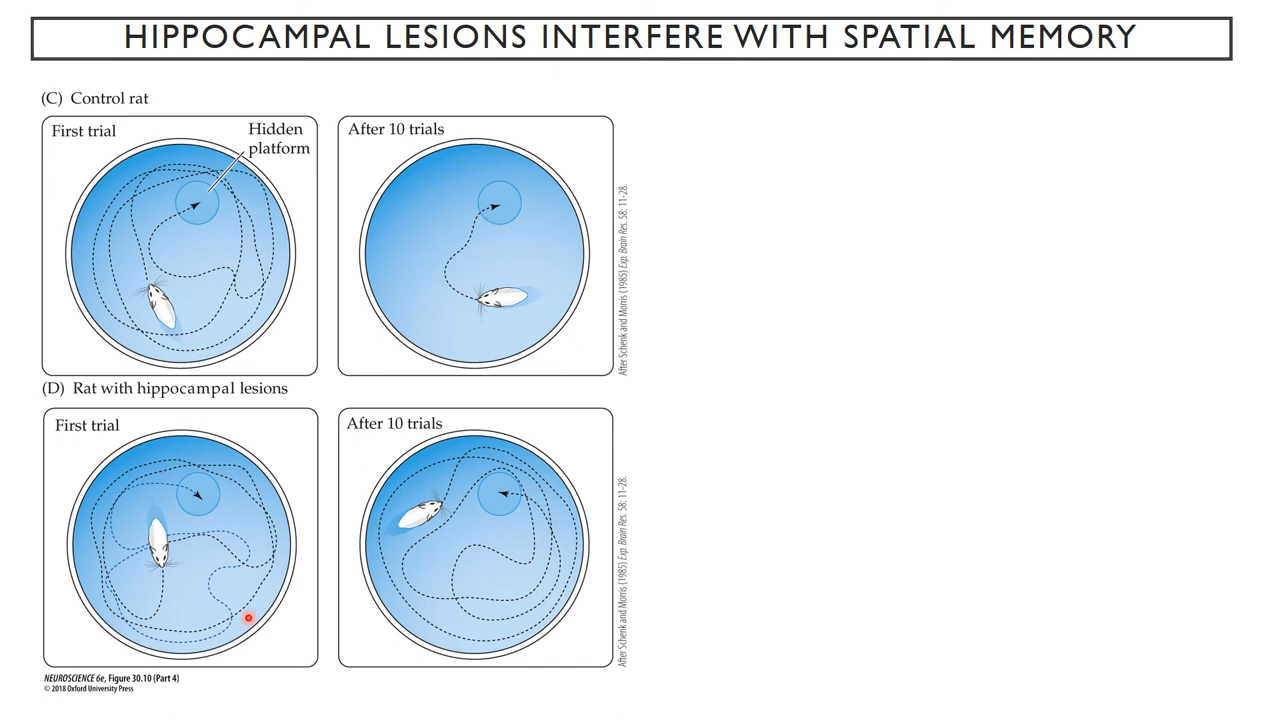 HIPPOCAMPAL LESIONS INTERFERE WITH SPATIAL MEMORY
(C) Control rat
First trial
Hidden
platform
After 10 trials
After Schenk and Morris (1985) Exp. Brain Res. 58: 11-28.
(D) Rat with hippocampal lesions
First trial
After 10 trials
After Schenk and Morris (1985) Exp. Brain Res. 58: 11-28.
NEUROSCIENCE 6e, Figure 30.10 (Part 4)
© 2018 Oxford University Press